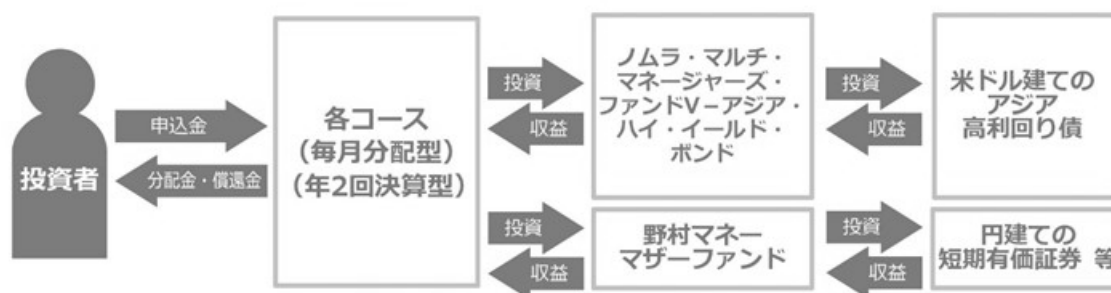 投資者
申込金
分配金・償還金
各コース
（毎月分配型）
（年2回決算型）
投資
収益
ノムラ・マルチ・
マネージャーズ・
ファンドⅤ－アジア・
ハイ・イールド・
ボンド
投資
収益
米ドル建ての
アジア
高利回り債
投資
収益
野村マネー
マザーファンド
投資
収益
円建ての
短期有価証券 等